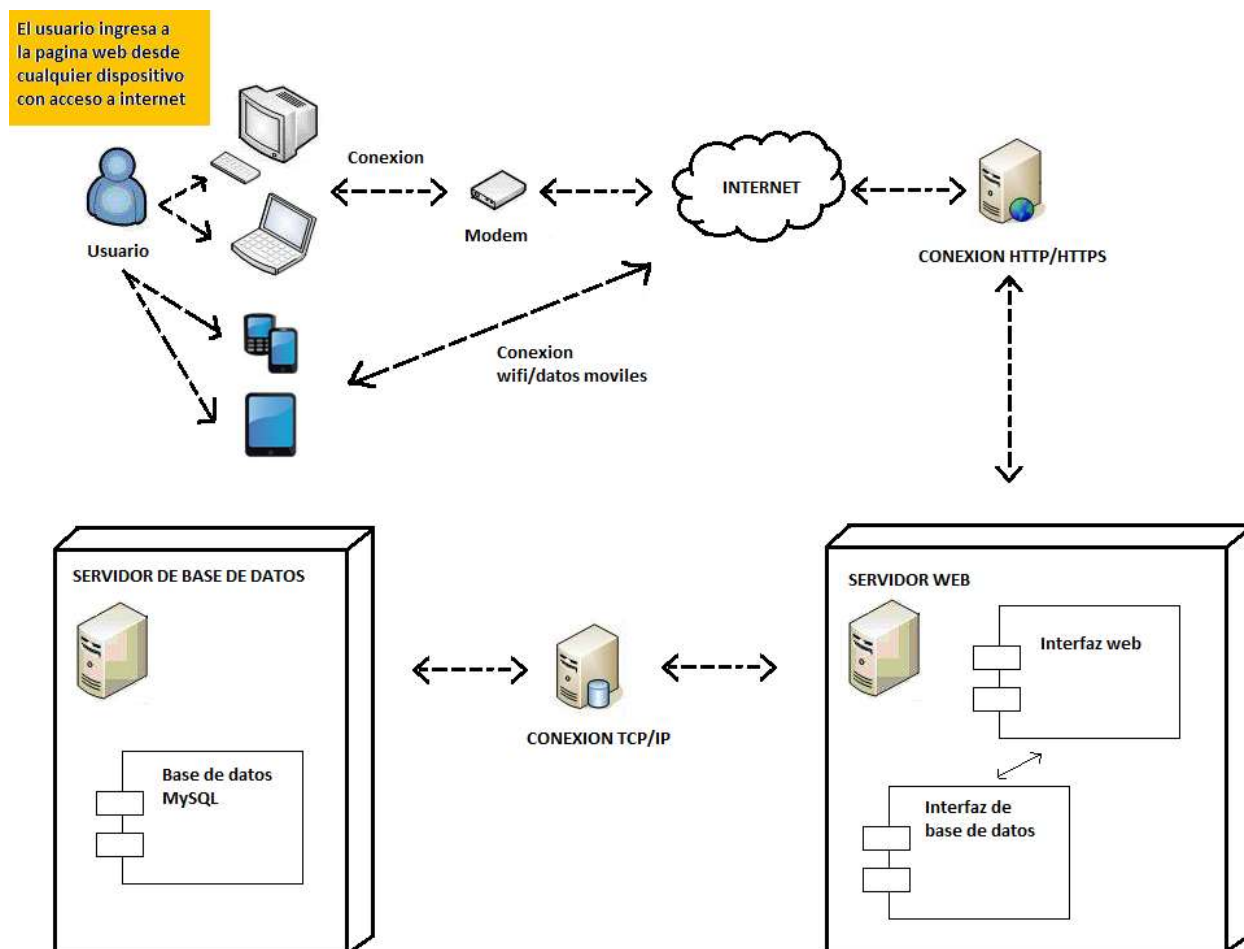 El usuario ingresa a
la pagina web desde
cualquier dispositivo
con acceso a internet
Conexion
INTERNET
Modem
Usuario
CONEXION HTTP/HTTPS
Conexion
wifi/datos moviles
SERVIDOR DE BASE DE DATOS
SERVIDOR WEB
Interfaz web
CONEXION TCP/IP
Base de datos
MySQL
Interfaz de
base de datos